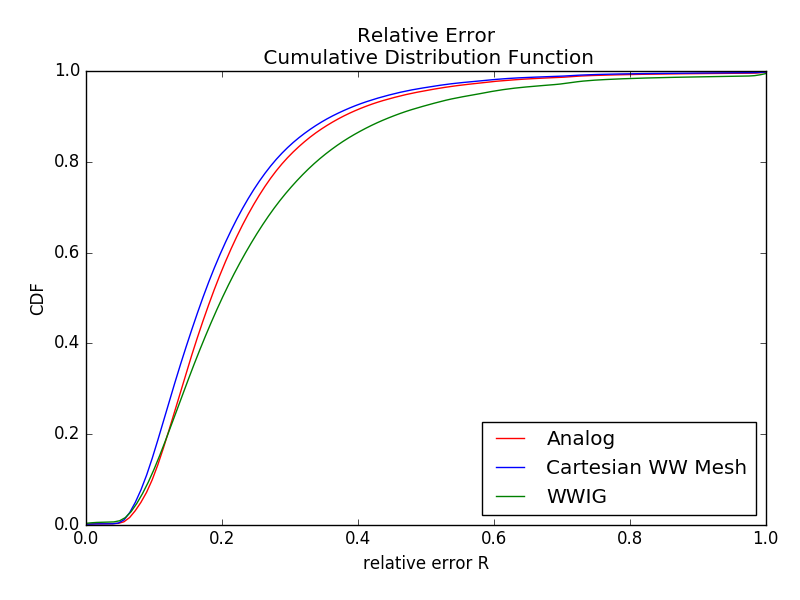 Relative Error
Cumulative Distribution Function
1.0
0.8
0.6
0.4
0.2
0.0
CDF
Analog
Cartesian WW Mesh
WWIG
0.0 0.2 0.4 0.6 0.8 1.0
relative error R